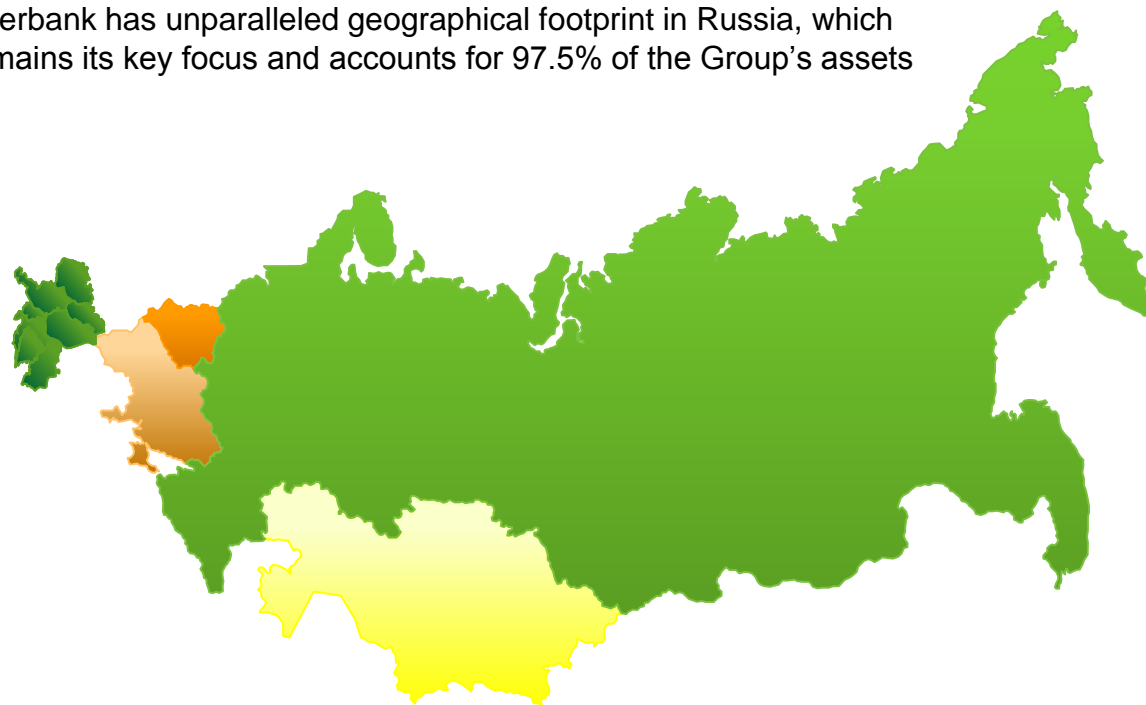 erbank has unparalleled geographical footprint in Russia, which
mains its key focus and accounts for 97.5% of the Group’s assets